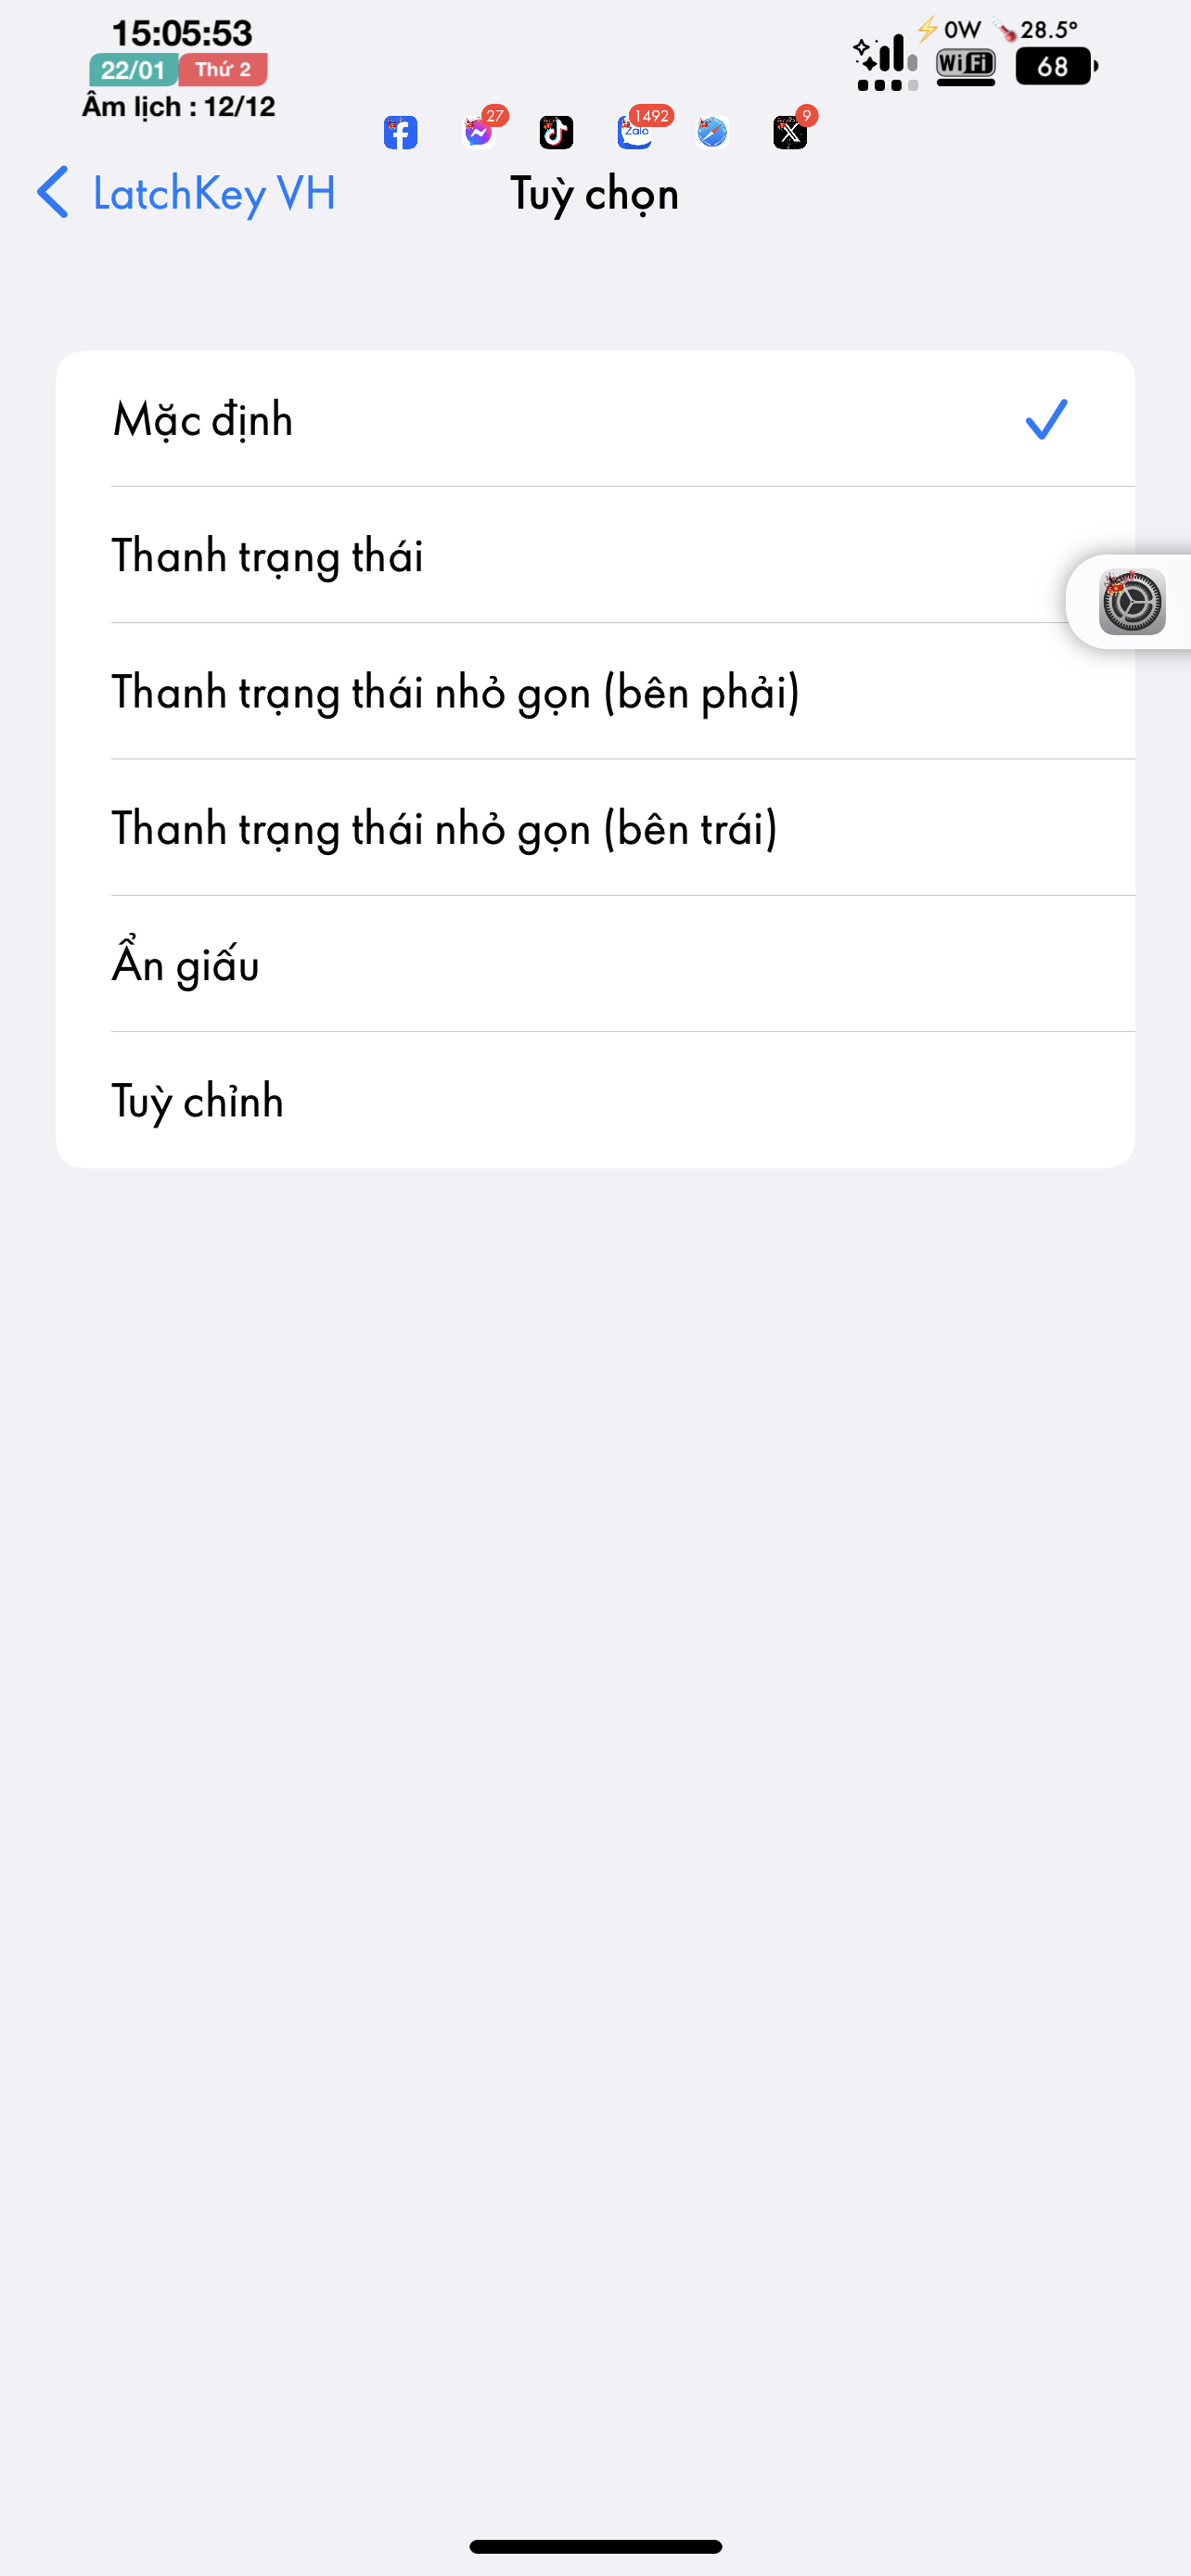 15:05:53
22/01 Thứ 2
Âm lịch : 12/12
0W 28.5°
WiFi 68
27
1492
Zalo
9
LatchKey VH
Tuỳ chọn
Mặc định
Thanh trạng thái
Thanh trạng thái nhỏ gọn (bên phải)
Thanh trạng thái nhỏ gọn (bên trái)
Ẩn giấu
Tuỳ chỉnh